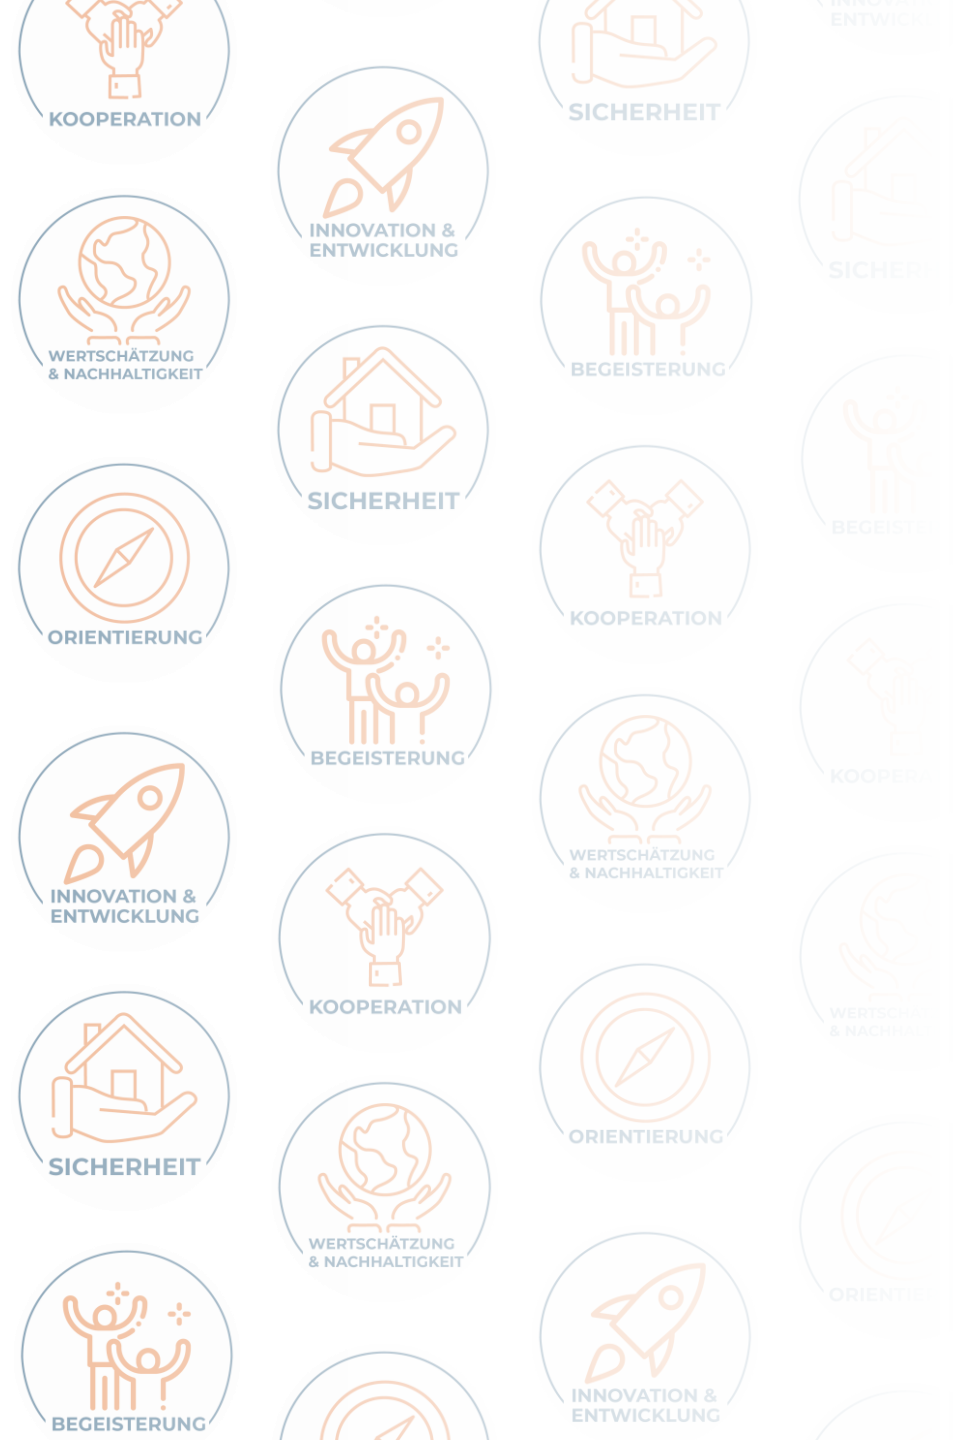 KOOPERATION
WERTSCHÄTZUNG
& NACHHALTIGKEIT
ORIENTIERUNG
INNOVATION &
ENTWICKLUNG
SICHERHEIT
BEGEISTERUNG
INNOVATION &
ENTWICKLUNG
SICHERHEIT
BEGEISTERUNG
KOOPERATION
WERTSCHÄTZUNG
& NACHHALTIGKEIT
SICHERHEIT
BEGEISTERUNG
KOOPERATION
WERTSCHÄTZUNG
& NACHHALTIGKEIT
ORIENTIERUNG
INNOVATION &
ENTWICKLUNG